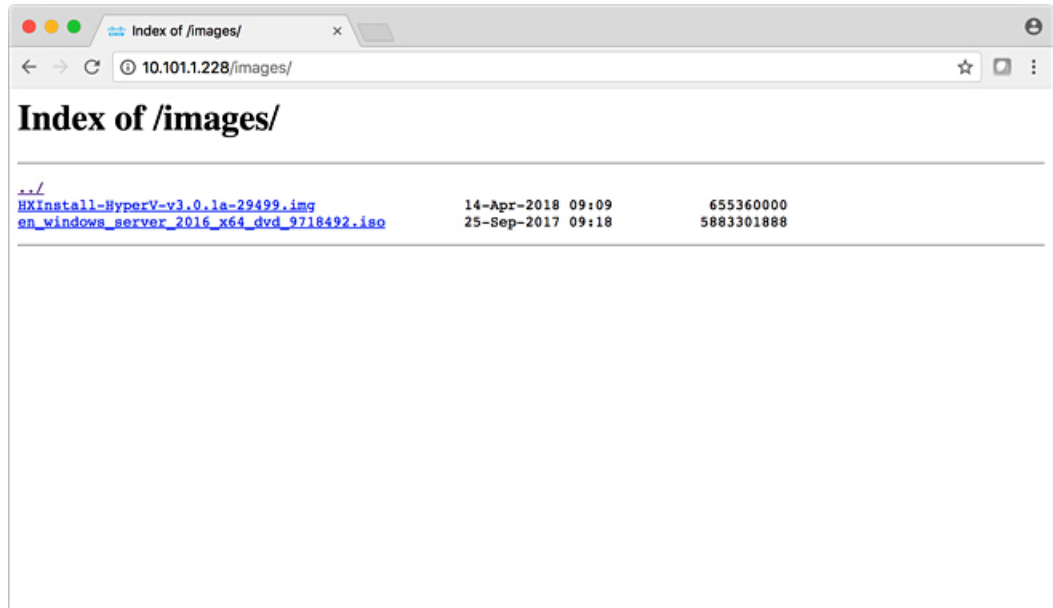 Index of /images/
10.101.1.228/images/
Index of /images/
../
HXInstall-HyperV-v3.0.1a-29499.img 14-Apr-2018 09:09 655360000
en_windows_server_2016_x64_dvd_9718492.iso 25-Sep-2017 09:18 5883301888